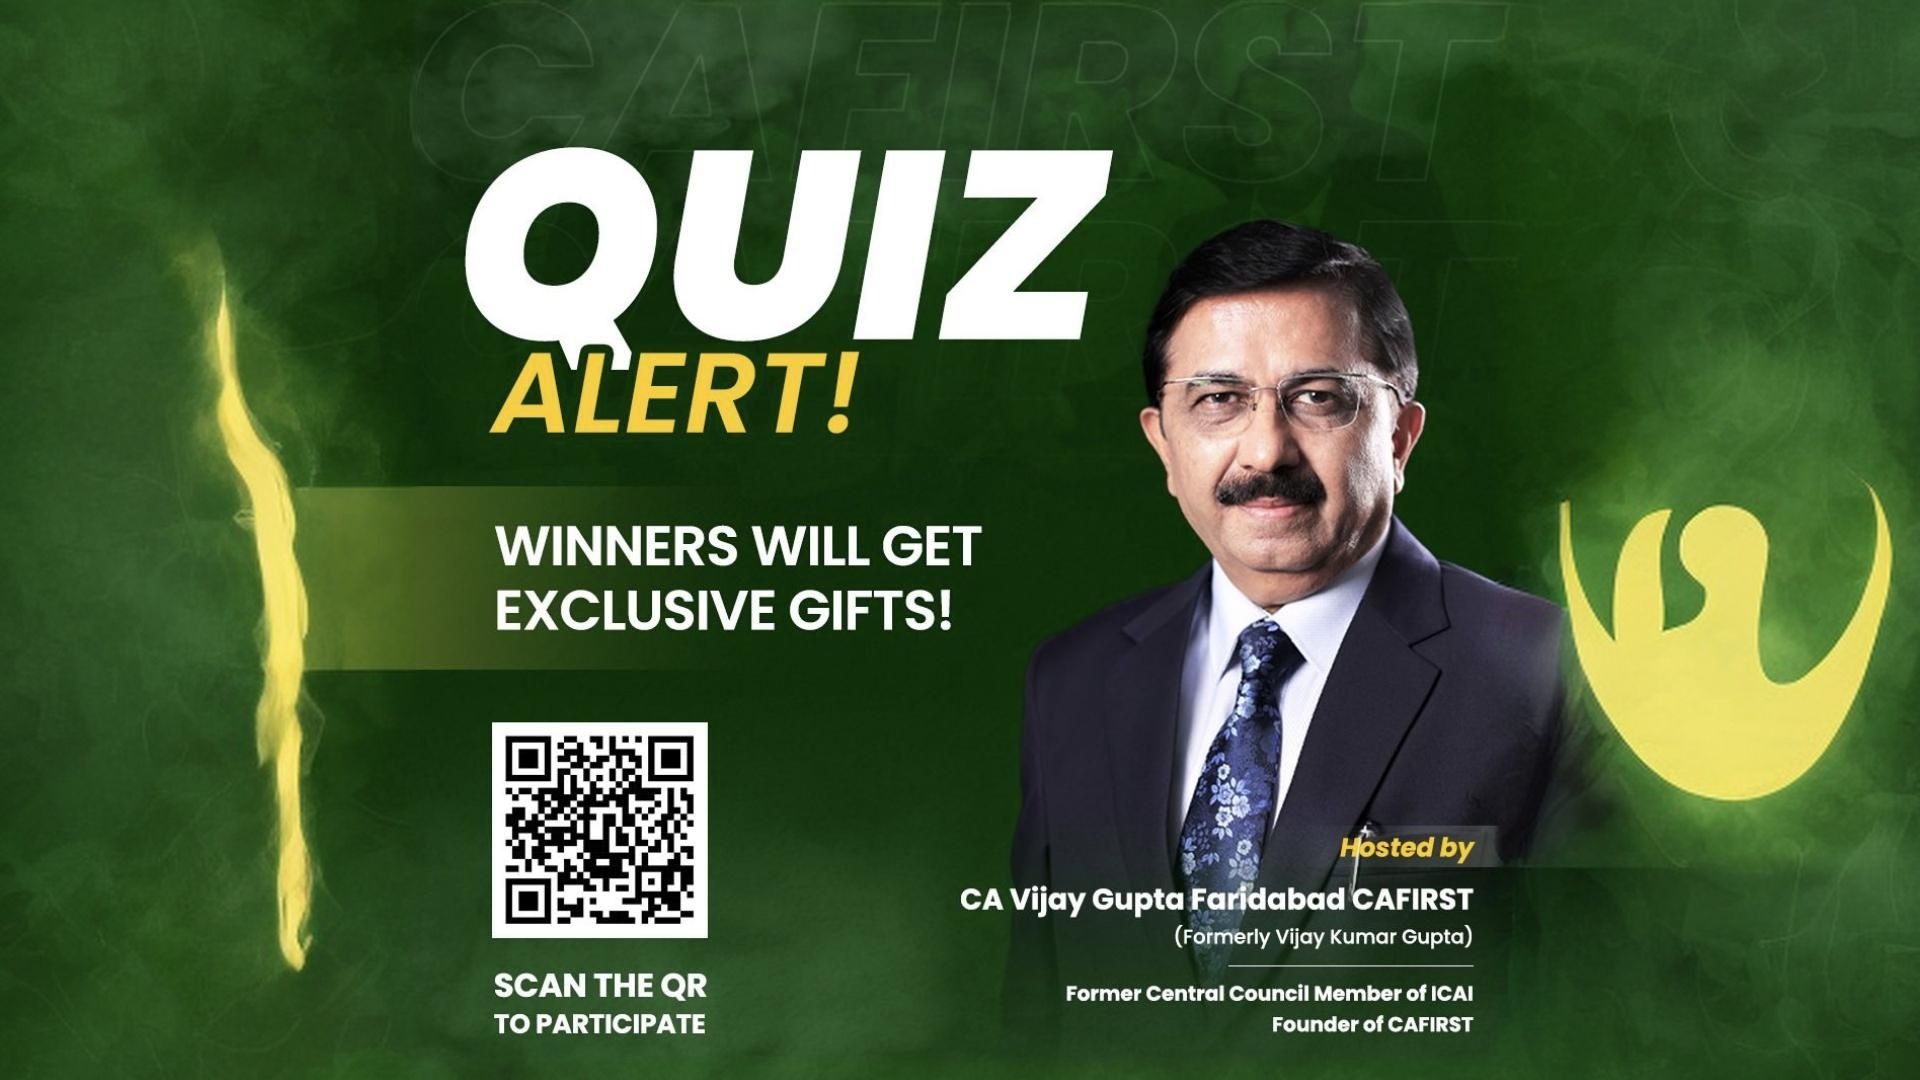 CAFIRST
QUIZ
ALERT!
WINNERS WILL GET
EXCLUSIVE GIFTS!
SCAN THE QR
TO PARTICIPATE
Hosted by
CA Vijay Gupta Faridabad CAFIRST
(Formerly Vijay Kumar Gupta)
Former Central Council Member of ICAI
Founder of CAFIRST